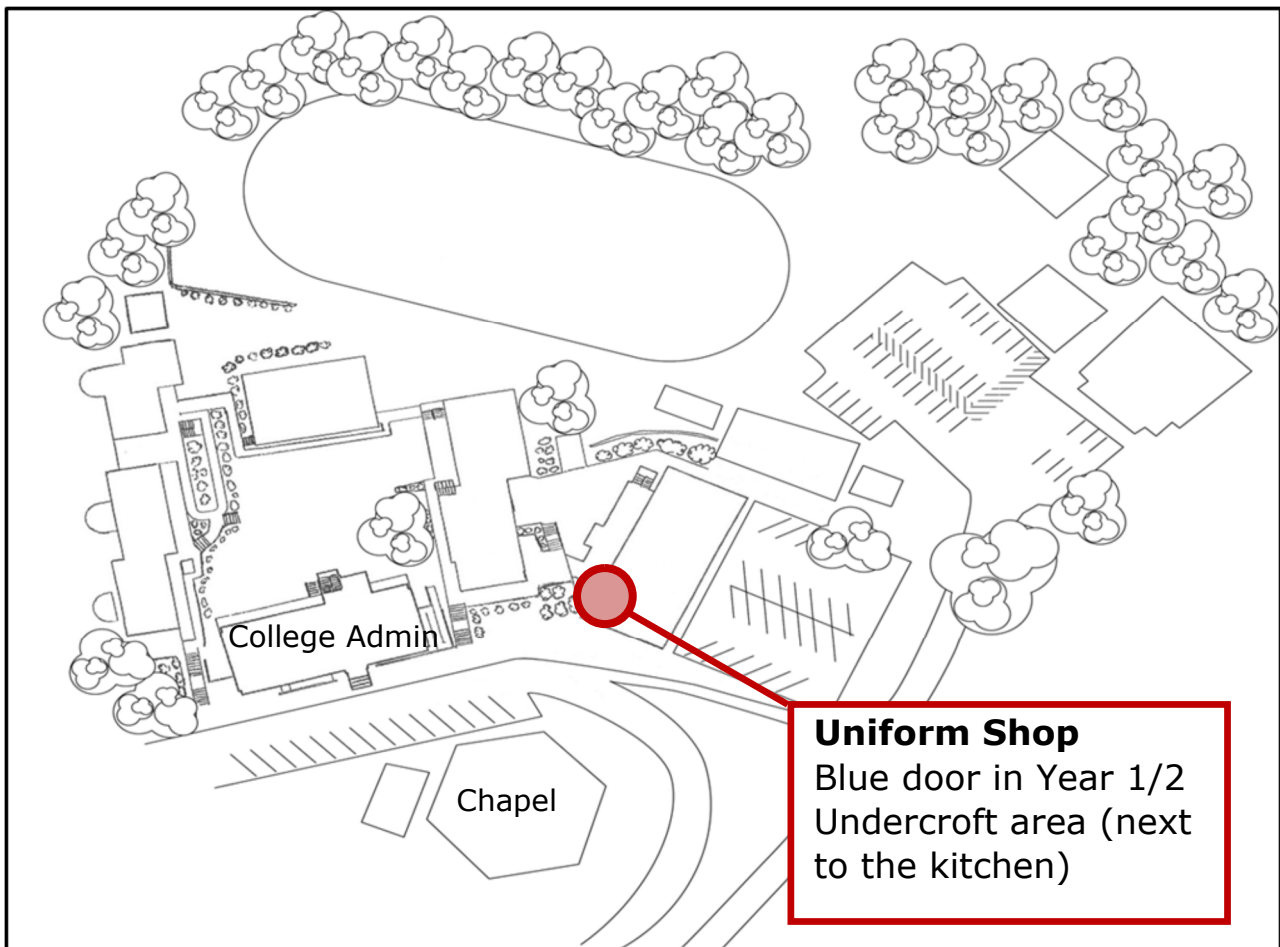 College Admin
Chapel
Uniform Shop
Blue door in Year 1/2
Undercroft area (next
to the kitchen)